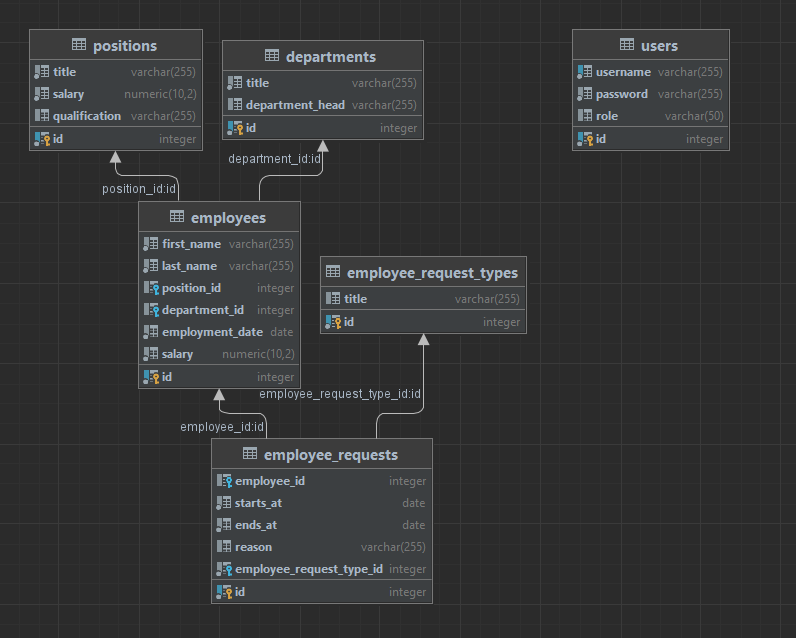 positions
title varchar(255)
salary numeric(10,2)
qualification varchar(255)
id integer
departments
title varchar(255)
department_head varchar(255)
id integer
users
username varchar(255)
password varchar(255)
role varchar(50)
id integer
position_id:id
department_id:id
employees
first_name varchar(255)
last_name varchar(255)
position_id integer
department_id integer
employment_date date
salary numeric(10,2)
id integer
employee_request_types
title varchar(255)
id integer
employee_id:id
employee_request_type_id:id
employee_requests
employee_id integer
starts_at date
ends_at date
reason varchar(255)
employee_request_type_id integer
id integer